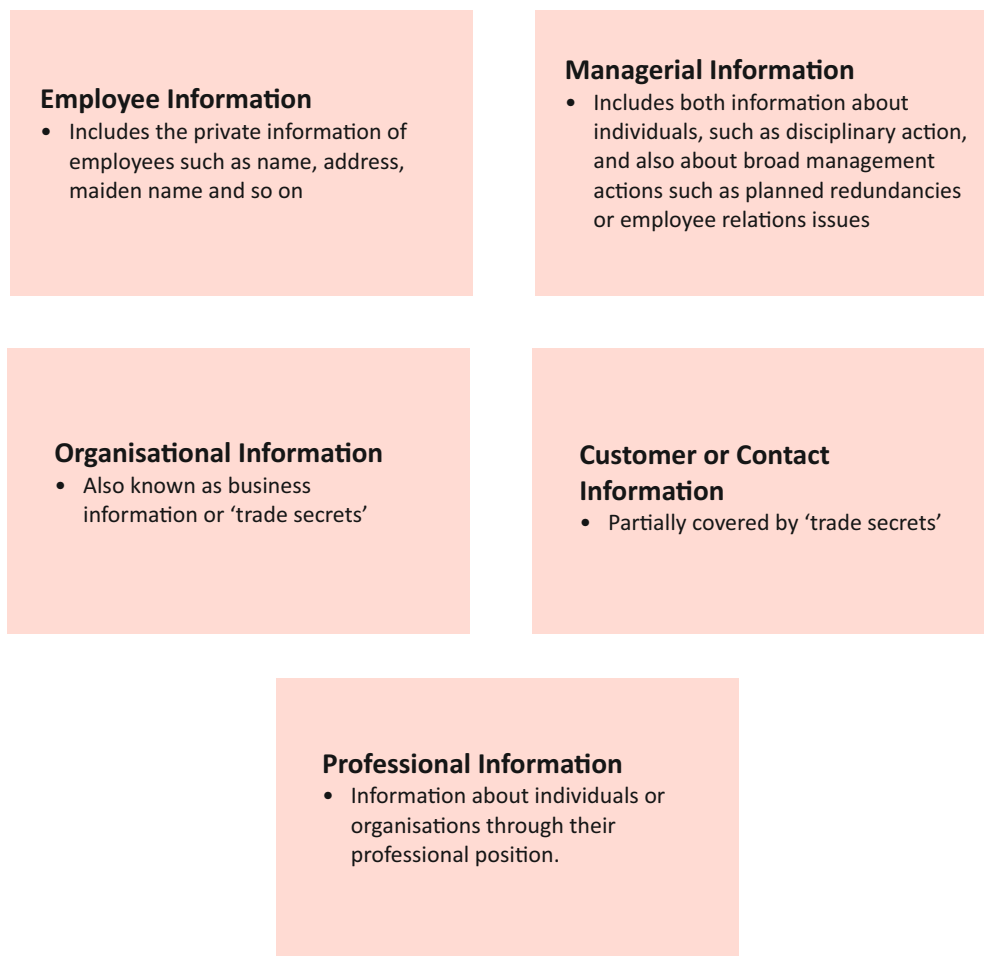 Employee Information
• Includes the private information of
employees such as name, address,
maiden name and so on
Managerial Information
• Includes both information about
individuals, such as disciplinary action,
and also about broad management
actions such as planned redundancies
or employee relations issues
Organisational Information
• Also known as business
information or ‘trade secrets’
Customer or Contact
Information
• Partially covered by ‘trade secrets’
Professional Information
• Information about individuals or
organisations through their
professional position.